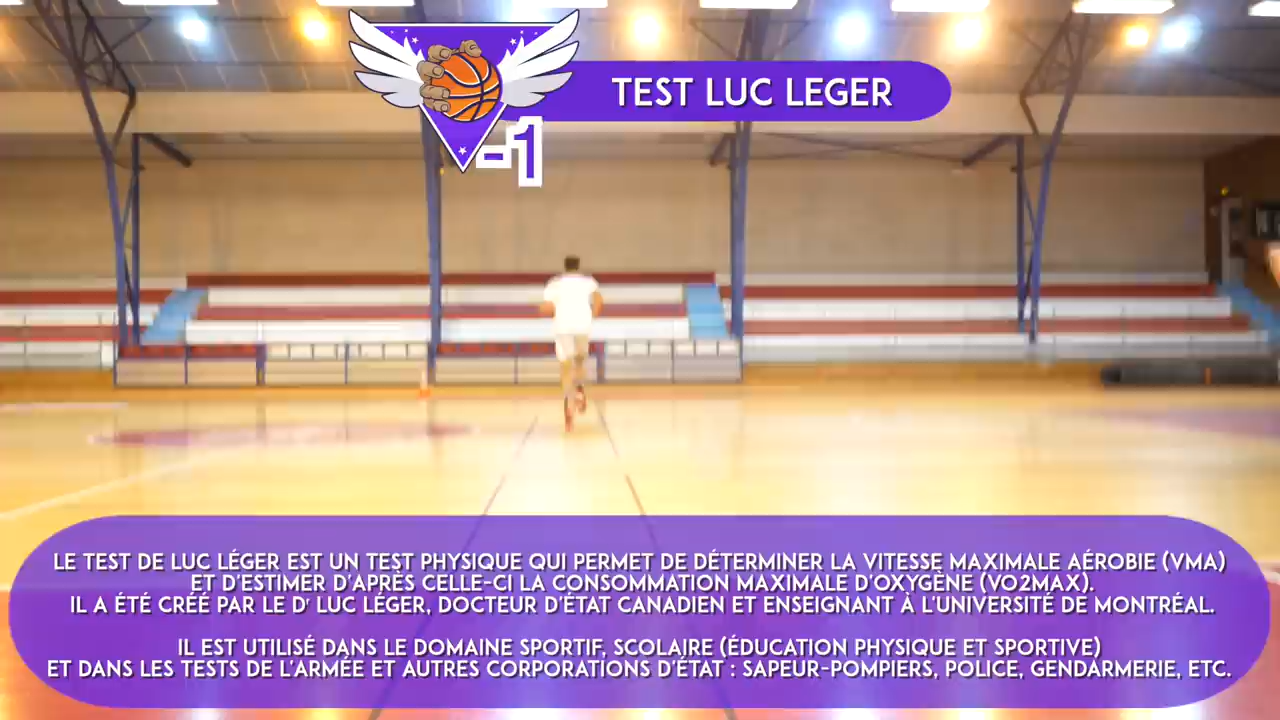 TEST LUC LEGER
-1
LE TEST DE LUC LÉGER EST UN TEST PHYSIQUE QUI PERMET DE DÉTERMINER LA VITESSE MAXIMALE AÉROBIE (VMA)
ET D'ESTIMER D'APRÈS CELLE-CI LA CONSOMMATION MAXIMALE D'OXYGÈNE (VO2MAX).
IL A ÉTÉ CRÉÉ PAR LE Dʳ LUC LÉGER, DOCTEUR D'ÉTAT CANADIEN ET ENSEIGNANT À L'UNIVERSITÉ DE MONTRÉAL.
IL EST UTILISÉ DANS LE DOMAINE SPORTIF, SCOLAIRE (ÉDUCATION PHYSIQUE ET SPORTIVE)
ET DANS LES TESTS DE L'ARMÉE ET AUTRES CORPORATIONS D'ÉTAT : SAPEUR-POMPIERS, POLICE, GENDARMERIE, ETC.